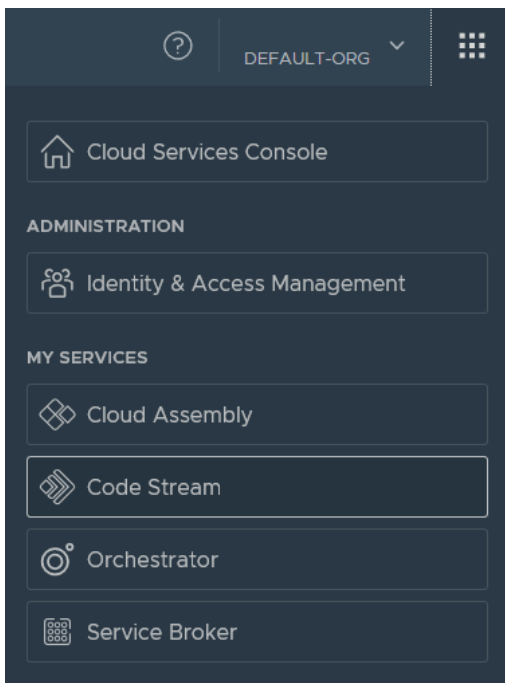 DEFAULT-ORG
Cloud Services Console
ADMINISTRATION
Identity & Access Management
MY SERVICES
Cloud Assembly
Code Stream
Orchestrator
Service Broker